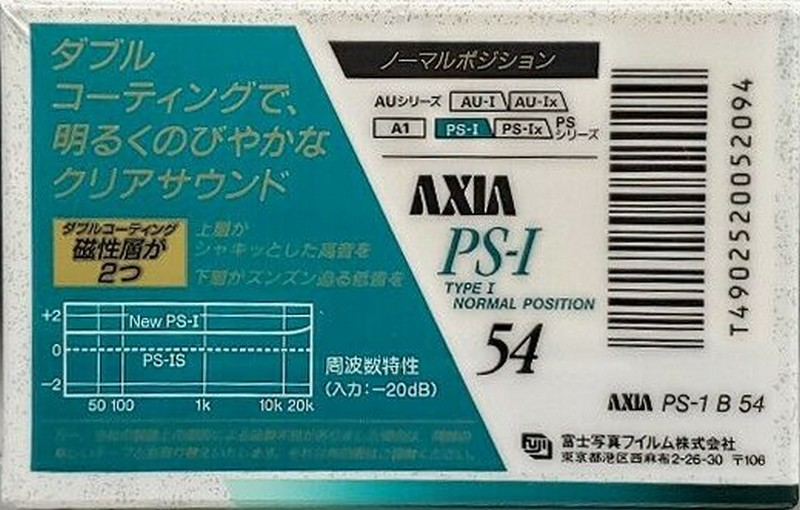 ダブル
コーティングで、
明るくのびやかな
クリアサウンド
ダブルコーティング
磁性層が
2つ
上層が
シャキッとした高音を
下層がズンズン迫る低音を
+2
0
−2
New PS-I
PS-IS
50 100 1k 10k 20k
周波数特性
(入力:−20dB)
ノーマルポジション
AUシリーズ AU-I AU-Ix
A1 PS-I PS-Ix PSシリーズ
AXIA
PS-I
TYPE I
NORMAL POSITION
54
T4902520052094
AXIA PS-1 B 54
FUJI 富士写真フイルム株式会社
東京都港区西麻布2-26-30 〒106